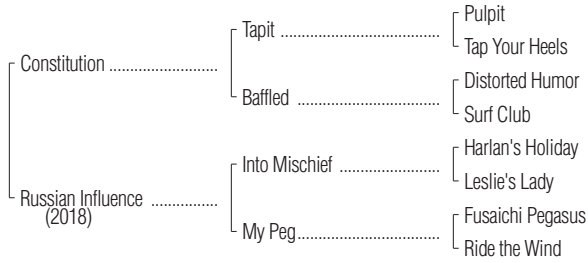 Pulpit
Tapit ..........................................
Tap Your Heels
Constitution .............................
Distorted Humor
Baffled ......................................
Surf Club
Harlan's Holiday
Into Mischief ..........................
Leslie's Lady
Russian Influence .................
(2018)
Fusaichi Pegasus
My Peg......................................
Ride the Wind